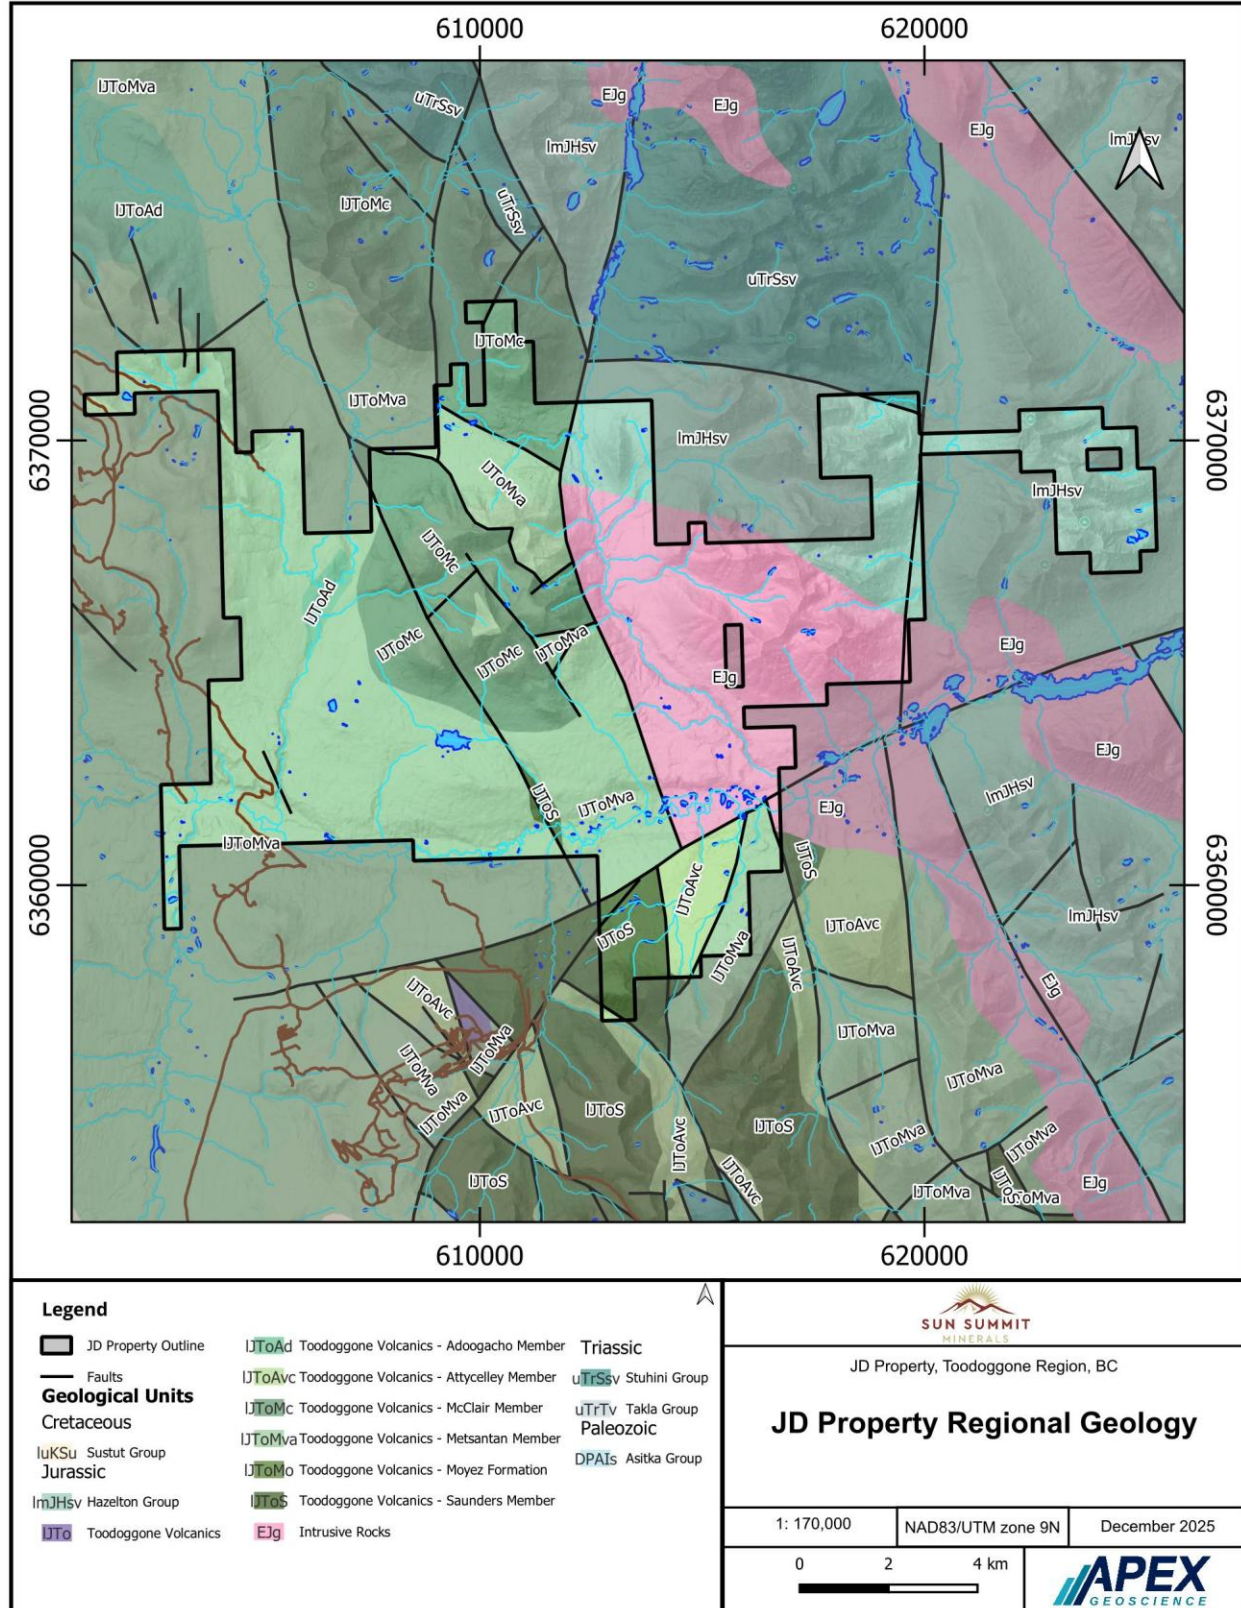 610000 620000
lJToMva
uTrSsv
EJg
EJg
EJg
lmJHsv
lmJHsv
lJToAd
lJToMc
uTrSsv
uTrSsv
lJToMc
lJToMva
lmJHsv
6370000
6370000
lJToMva
lmJHsv
lJToMc
lJToAd
lJToMc
lJToMc
lJToMva
EJg
EJg
EJg
lmJHsv
lJToS
lJToMva
EJg
lJToMva
lJToS
lJToAvc
6360000
6360000
lJToAvc
lmJHsv
lJToS
lJToMva
lJToAvc
EJg
lJToAvc
lJToMva
lJToMva
lJToMva
lJToMva
lJToMva
lJToAvc
lJToS
lJToS
lJToMva
lJToMva
lJToAvc
lJToAvc
lJToS
lJToMva
lJToS
EJg
610000 620000
Legend
JD Property Outline
Faults
Geological Units
Cretaceous
luKSu Sustut Group
Jurassic
lmJHsv Hazelton Group
lJTo Toodoggone Volcanics
lJToAd Toodoggone Volcanics - Adoogacho Member
lJToAvc Toodoggone Volcanics - Attycelley Member
lJToMc Toodoggone Volcanics - McClair Member
lJToMva Toodoggone Volcanics - Metsantan Member
lJToMo Toodoggone Volcanics - Moyez Formation
lJToS Toodoggone Volcanics - Saunders Member
EJg Intrusive Rocks
Triassic
uTrSsv Stuhini Group
uTrTv Takla Group
Paleozoic
DPAIs Asitka Group
SUN SUMMIT
MINERALS
JD Property, Toodoggone Region, BC
JD Property Regional Geology
1: 170,000 NAD83/UTM zone 9N December 2025
0 2 4 km
APEX
GEOSCIENCE